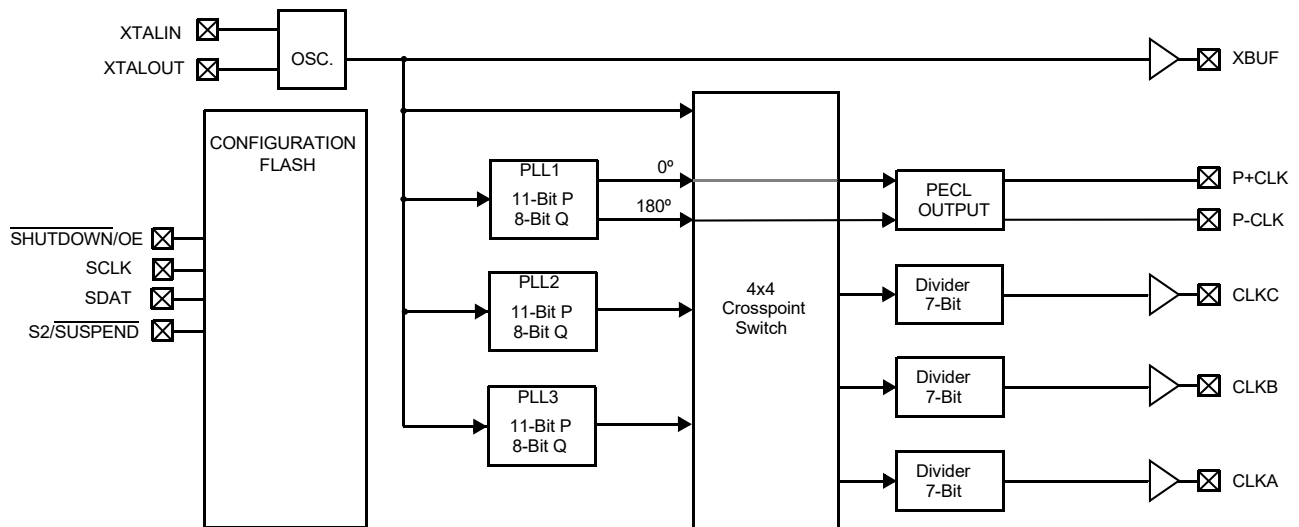 XTALIN
XTALOUT
OSC.
XBUF
CONFIGURATION
FLASH
SHUTDOWN/OE
SCLK
SDAT
S2/SUSPEND
PLL1
11-Bit P
8-Bit Q
0º
180º
PLL2
11-Bit P
8-Bit Q
PLL3
11-Bit P
8-Bit Q
4x4
Crosspoint
Switch
PECL
OUTPUT
P+CLK
P-CLK
Divider
7-Bit
CLKC
Divider
7-Bit
CLKB
Divider
7-Bit
CLKA